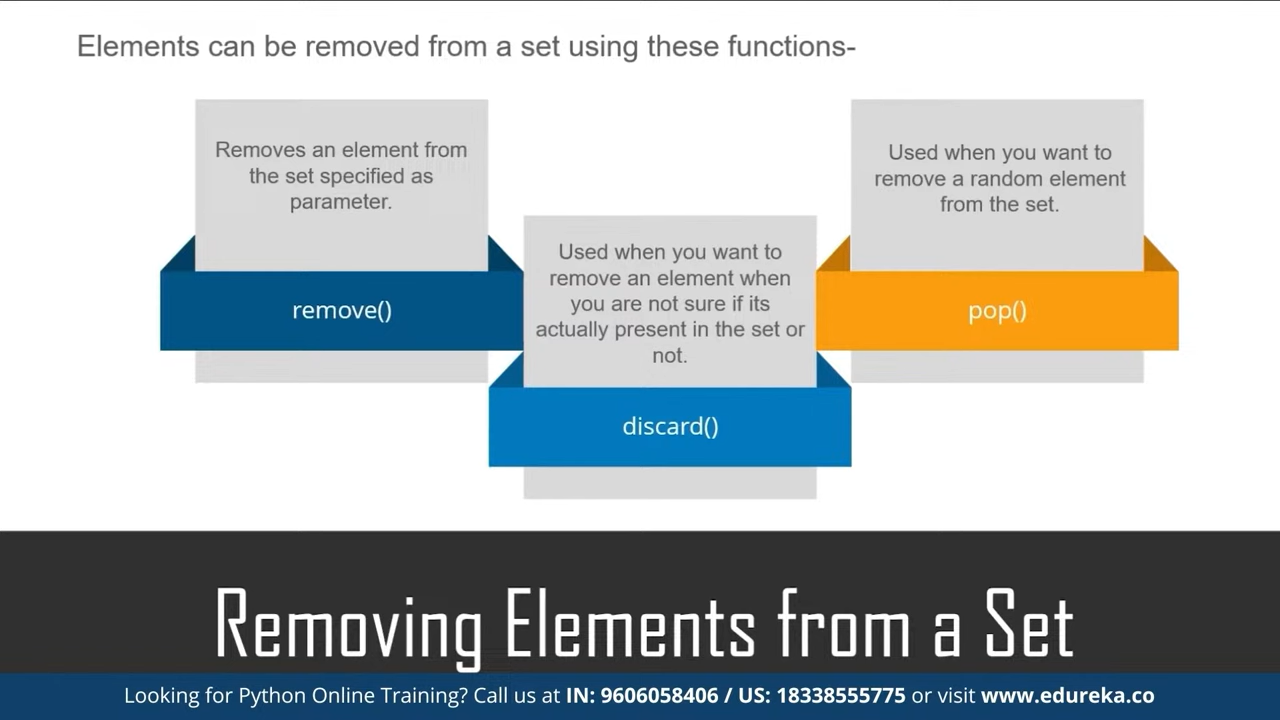 Elements can be removed from a set using these functions-
Removes an element from
the set specified as
parameter.
remove()
Used when you want to
remove an element when
you are not sure if its
actually present in the set or
not.
discard()
Used when you want to
remove a random element
from the set.
pop()
Removing Elements from a Set
Looking for Python Online Training? Call us at IN: 9606058406 / US: 18338555775 or visit www.edureka.co